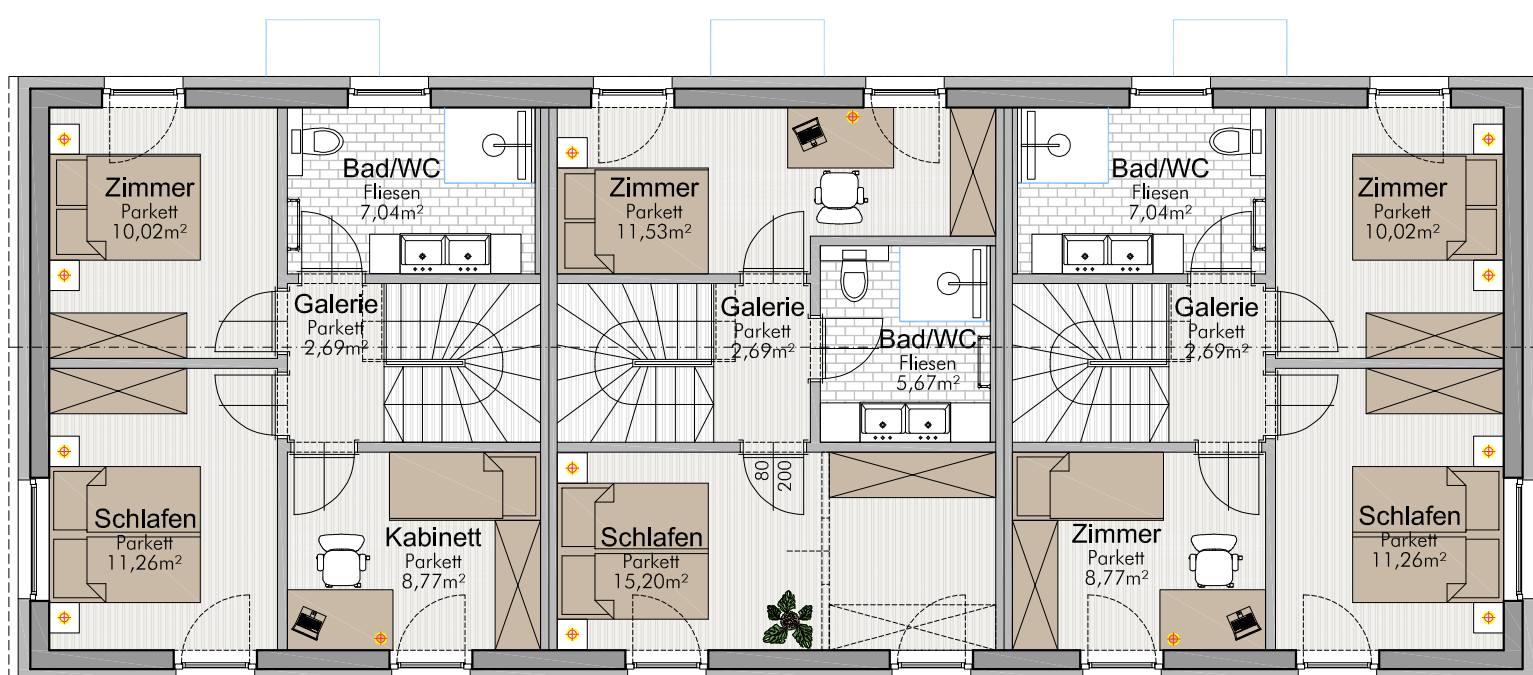 Zimmer
Parkett
10,02m²
Bad/WC
Fliesen
7,04m²
Zimmer
Parkett
11,53m²
Bad/WC
Fliesen
7,04m²
Zimmer
Parkett
10,02m²
Galerie
Parkett
2,69m²
Galerie
Parkett
2,69m²
Bad/WC
Fliesen
5,67m²
Galerie
Parkett
2,69m²
Schlafen
Parkett
11,26m²
Kabinett
Parkett
8,77m²
Schlafen
Parkett
15,20m²
80
200
Zimmer
Parkett
8,77m²
Schlafen
Parkett
11,26m²